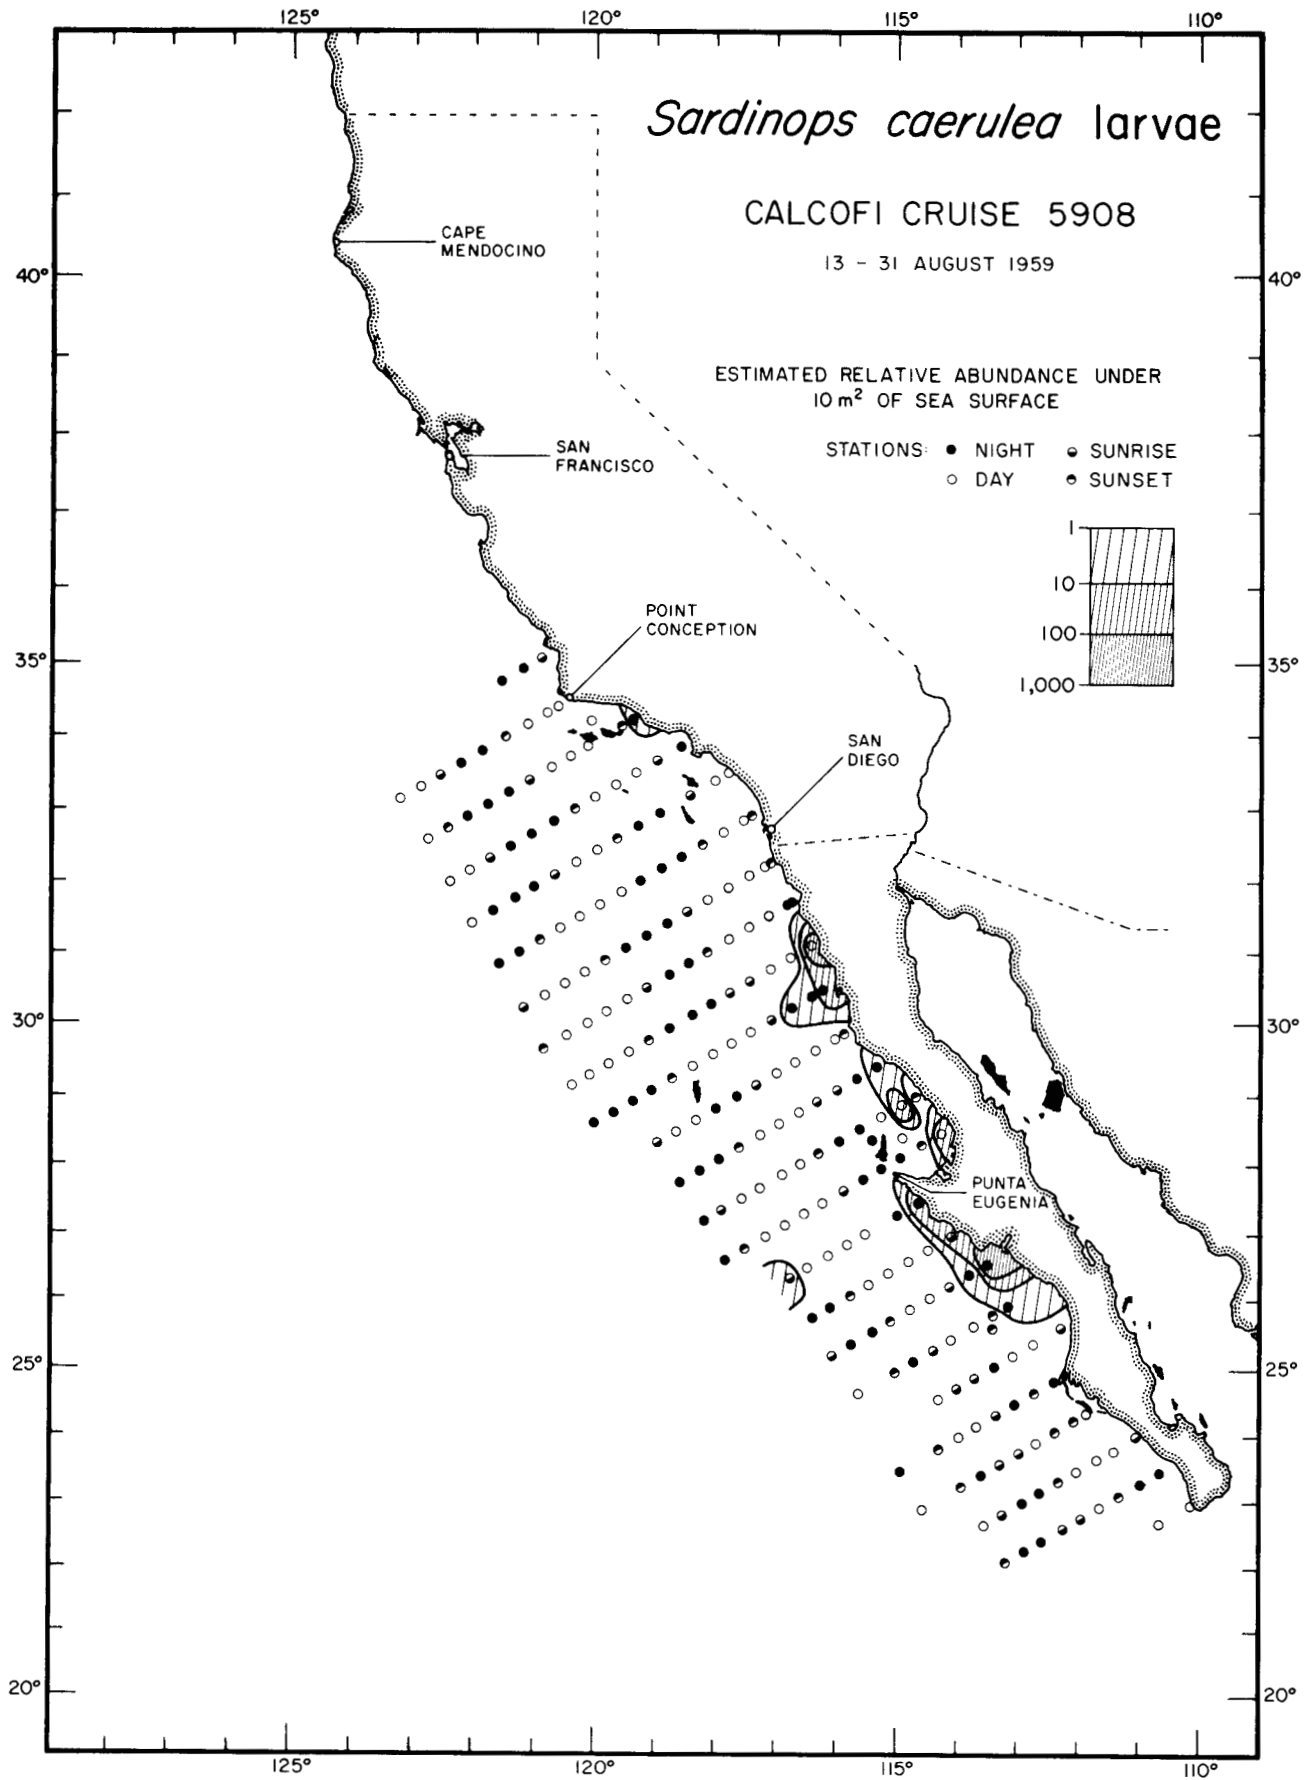 125° 120° 115° 110°
Sardinops caerulea larvae
CALCOFI CRUISE 5908
13 - 31 AUGUST 1959
CAPE
MENDOCINO
40° 40°
ESTIMATED RELATIVE ABUNDANCE UNDER
10 m² OF SEA SURFACE
STATIONS: ● NIGHT ◒ SUNRISE
○ DAY ◓ SUNSET
SAN
FRANCISCO
1
10
100
1,000
POINT
CONCEPTION
35° 35°
SAN
DIEGO
30° 30°
PUNTA
EUGENIA
25° 25°
20° 20°
125° 120° 115° 110°